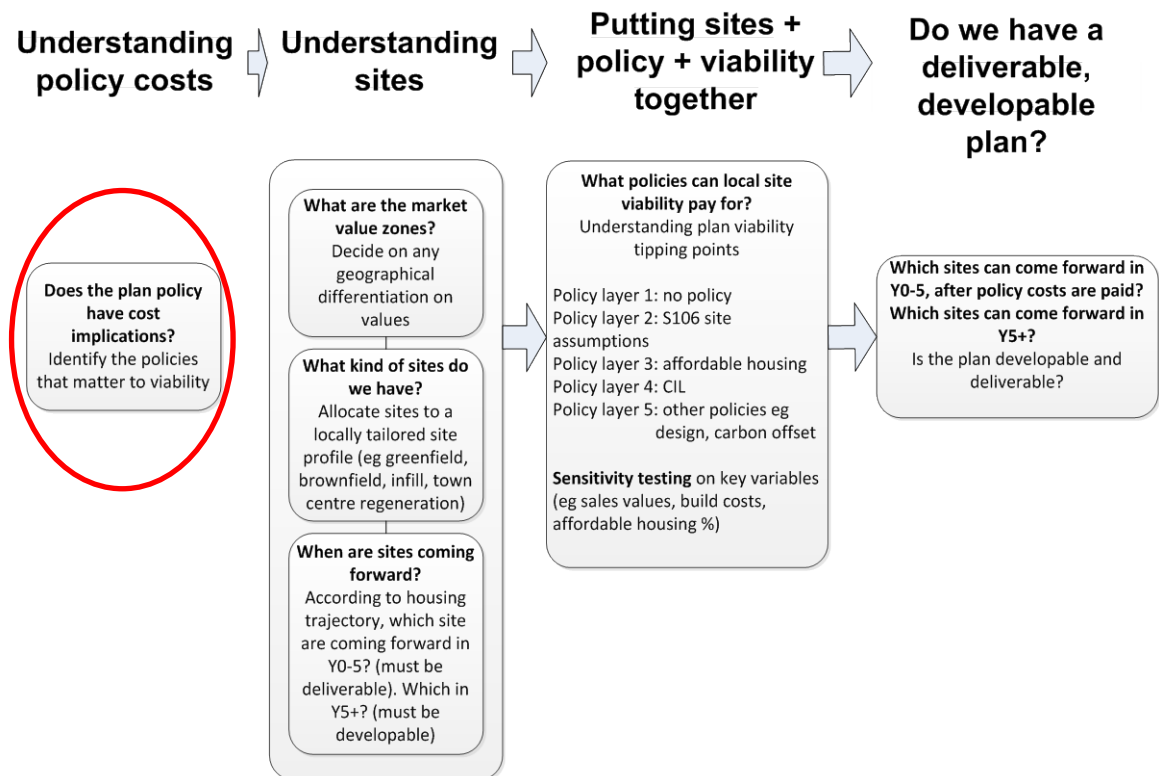 Understanding
policy costs
Understanding
sites
Putting sites +
policy + viability
together
Do we have a
deliverable,
developable
plan?
Does the plan policy
have cost
implications?
Identify the policies
that matter to viability
What are the market
value zones?
Decide on any
geographical
differentiation on
values
What kind of sites do
we have?
Allocate sites to a
locally tailored site
profile (eg greenfield,
brownfield, infill, town
centre regeneration)
When are sites coming
forward?
According to housing
trajectory, which site
are coming forward in
Y0-5? (must be
deliverable). Which in
Y5+? (must be
developable)
What policies can local site
viability pay for?
Understanding plan viability
tipping points
Policy layer 1: no policy
Policy layer 2: S106 site
assumptions
Policy layer 3: affordable housing
Policy layer 4: CIL
Policy layer 5: other policies eg
design, carbon offset
Sensitivity testing on key variables
(eg sales values, build costs,
affordable housing %)
Which sites can come forward in
Y0-5, after policy costs are paid?
Which sites can come forward in
Y5+?
Is the plan developable and
deliverable?